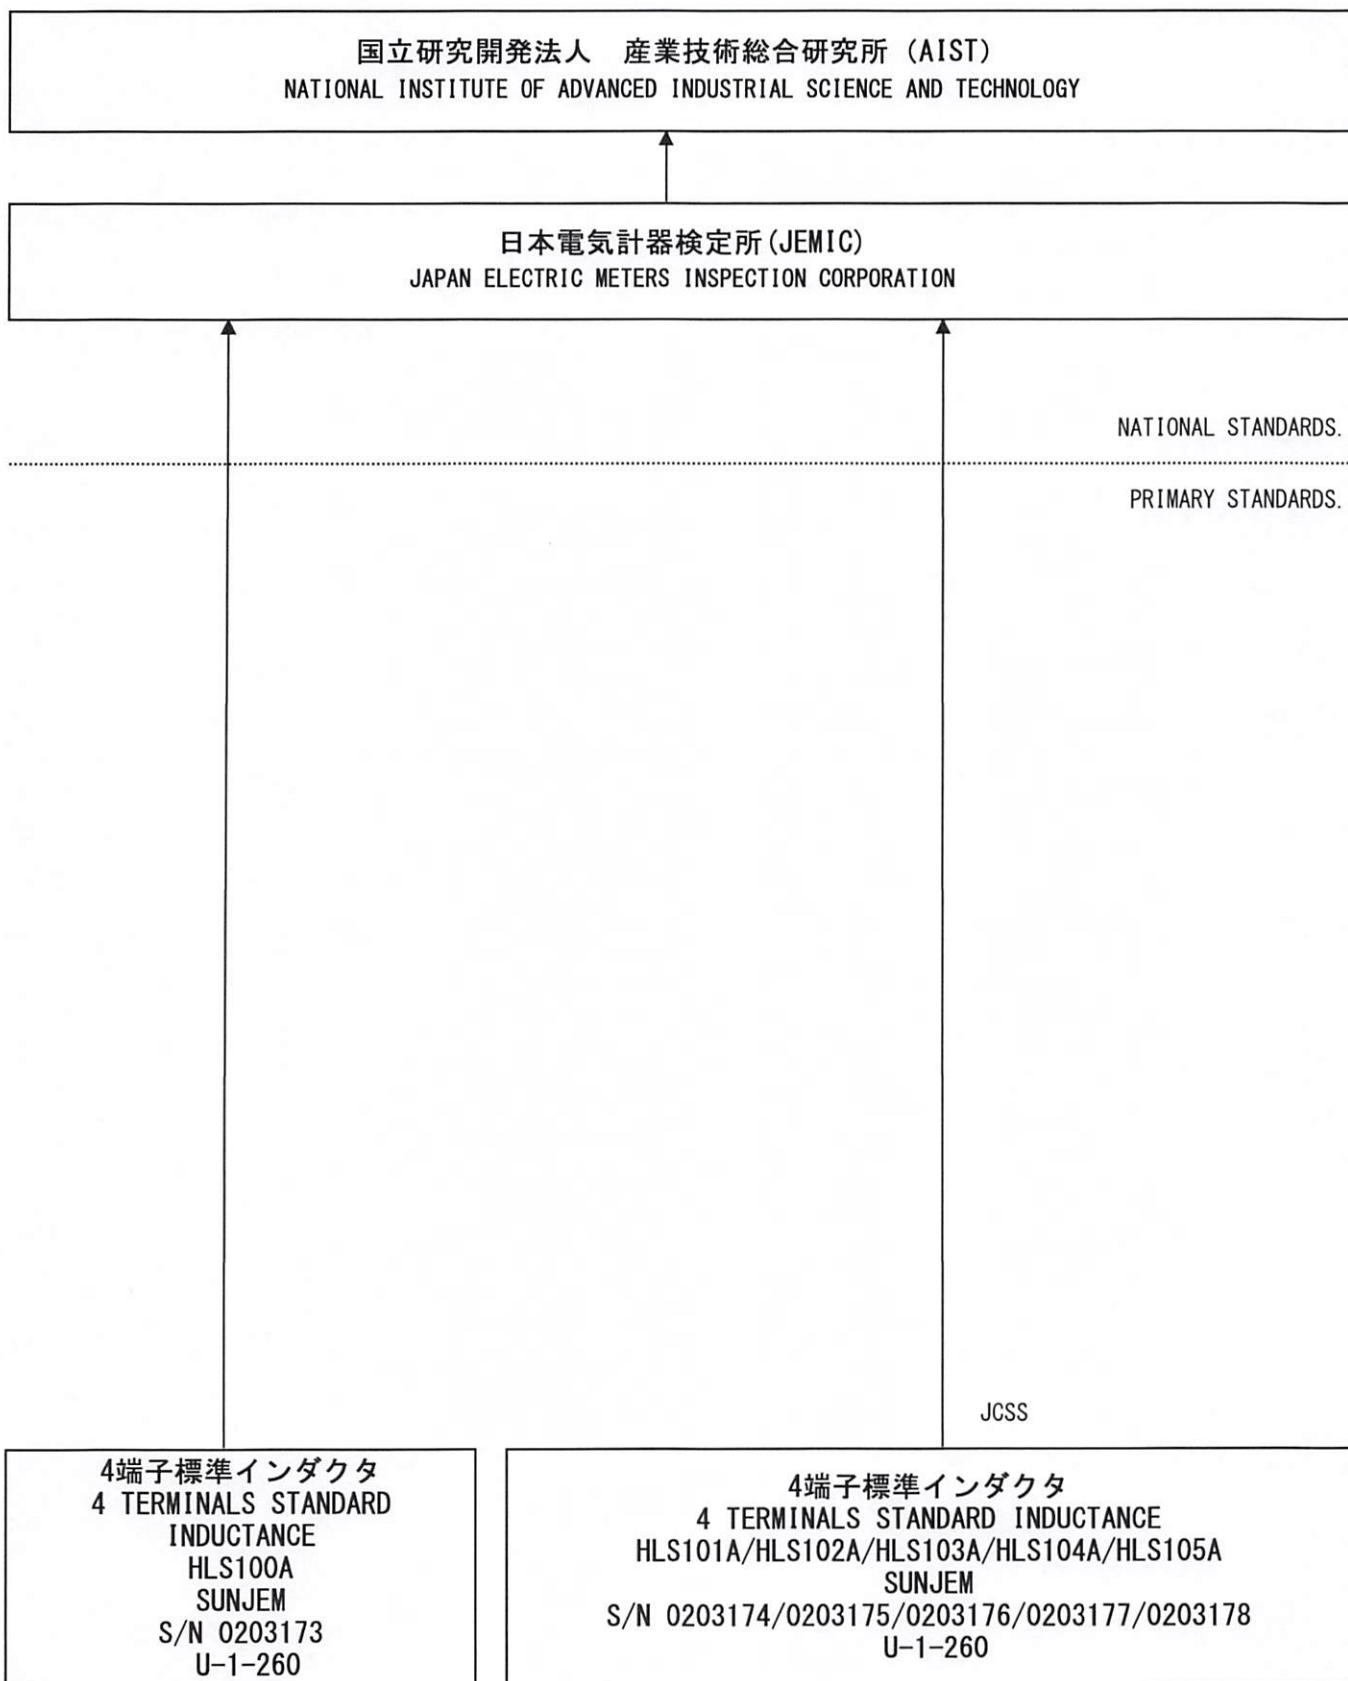 国立研究開発法人　産業技術総合研究所 (AIST)
NATIONAL INSTITUTE OF ADVANCED INDUSTRIAL SCIENCE AND TECHNOLOGY
日本電気計器検定所(JEMIC)
JAPAN ELECTRIC METERS INSPECTION CORPORATION
NATIONAL STANDARDS.
PRIMARY STANDARDS.
JCSS
4端子標準インダクタ
4 TERMINALS STANDARD
INDUCTANCE
HLS100A
SUNJEM
S/N 0203173
U-1-260
4端子標準インダクタ
4 TERMINALS STANDARD INDUCTANCE
HLS101A/HLS102A/HLS103A/HLS104A/HLS105A
SUNJEM
S/N 0203174/0203175/0203176/0203177/0203178
U-1-260